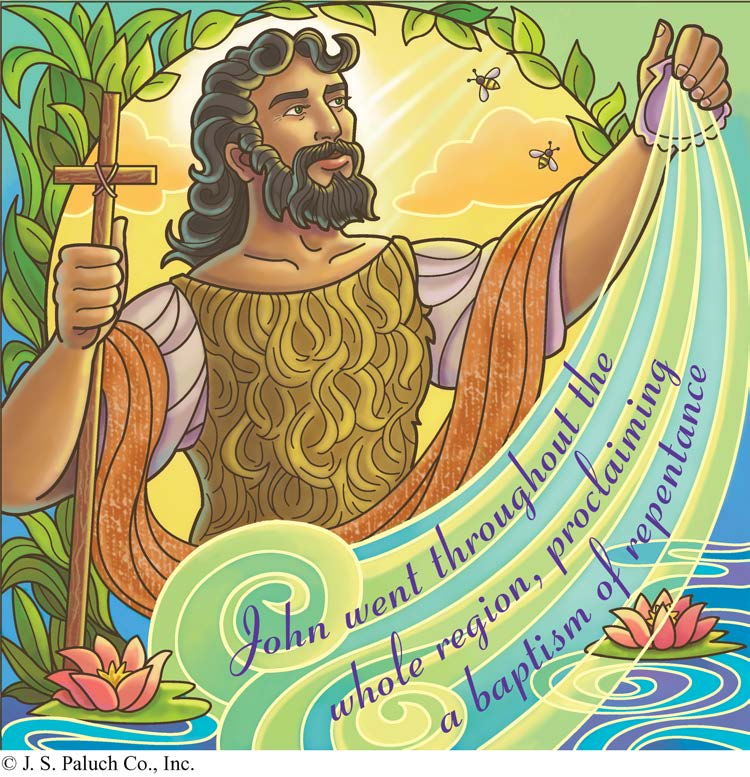 John went throughout the
whole region, proclaiming
a baptism of repentance
© J. S. Paluch Co., Inc.